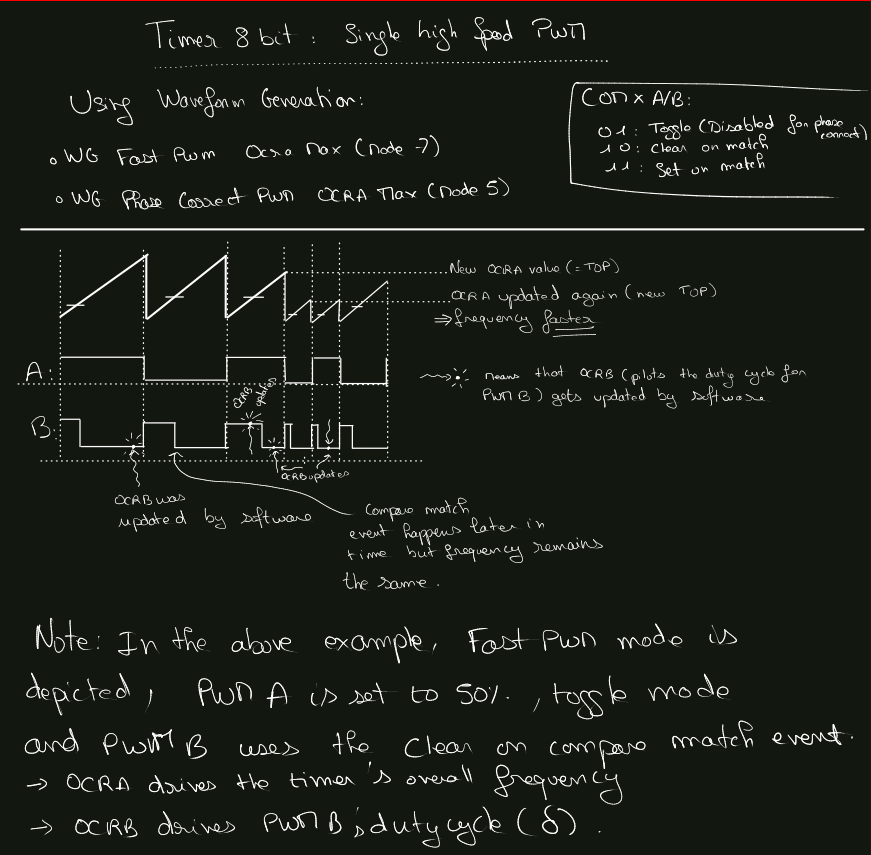 Timer 8 bit : Single high speed PWM
Using Waveform Generation:
WG Fast Pwm Ocra Max (Mode 7)
WG Phase Correct PWM OCRA Max (Mode 5)
COM x A/B:
01: Toggle (Disabled for phase correct)
10: Clear on match
11: Set on match
New OCRA value (= TOP)
OCRA updated again (new TOP)
⇒ frequency faster
means that OCRB (pilots the duty cycle for
PWM B) gets updated by software
A:
OCRB
updates
B:
OCRB updates
OCRB was
updated by software
Compare match
event happens later in
time but frequency remains
the same.
Note: In the above example, Fast PWM mode is
depicted, PWM A is set to 50%, toggle mode
and PWM B uses the Clear on compare match event.
→ OCRA drives the timer's overall frequency
→ OCRB drives PWM B's duty cycle (δ).